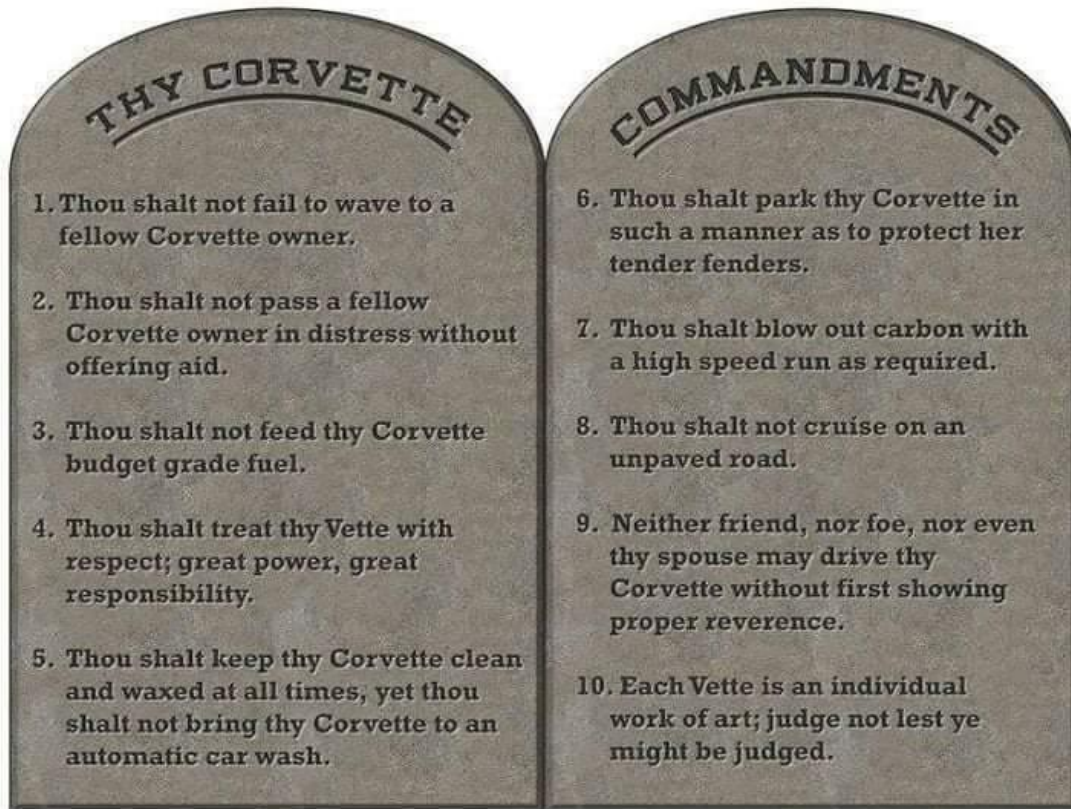 THY CORVETTE
1. Thou shalt not fail to wave to a
fellow Corvette owner.
2. Thou shalt not pass a fellow
Corvette owner in distress without
offering aid.
3. Thou shalt not feed thy Corvette
budget grade fuel.
4. Thou shalt treat thy Vette with
respect; great power, great
responsibility.
5. Thou shalt keep thy Corvette clean
and waxed at all times, yet thou
shalt not bring thy Corvette to an
automatic car wash.
COMMANDMENTS
6. Thou shalt park thy Corvette in
such a manner as to protect her
tender fenders.
7. Thou shalt blow out carbon with
a high speed run as required.
8. Thou shalt not cruise on an
unpaved road.
9. Neither friend, nor foe, nor even
thy spouse may drive thy
Corvette without first showing
proper reverence.
10. Each Vette is an individual
work of art; judge not lest ye
might be judged.